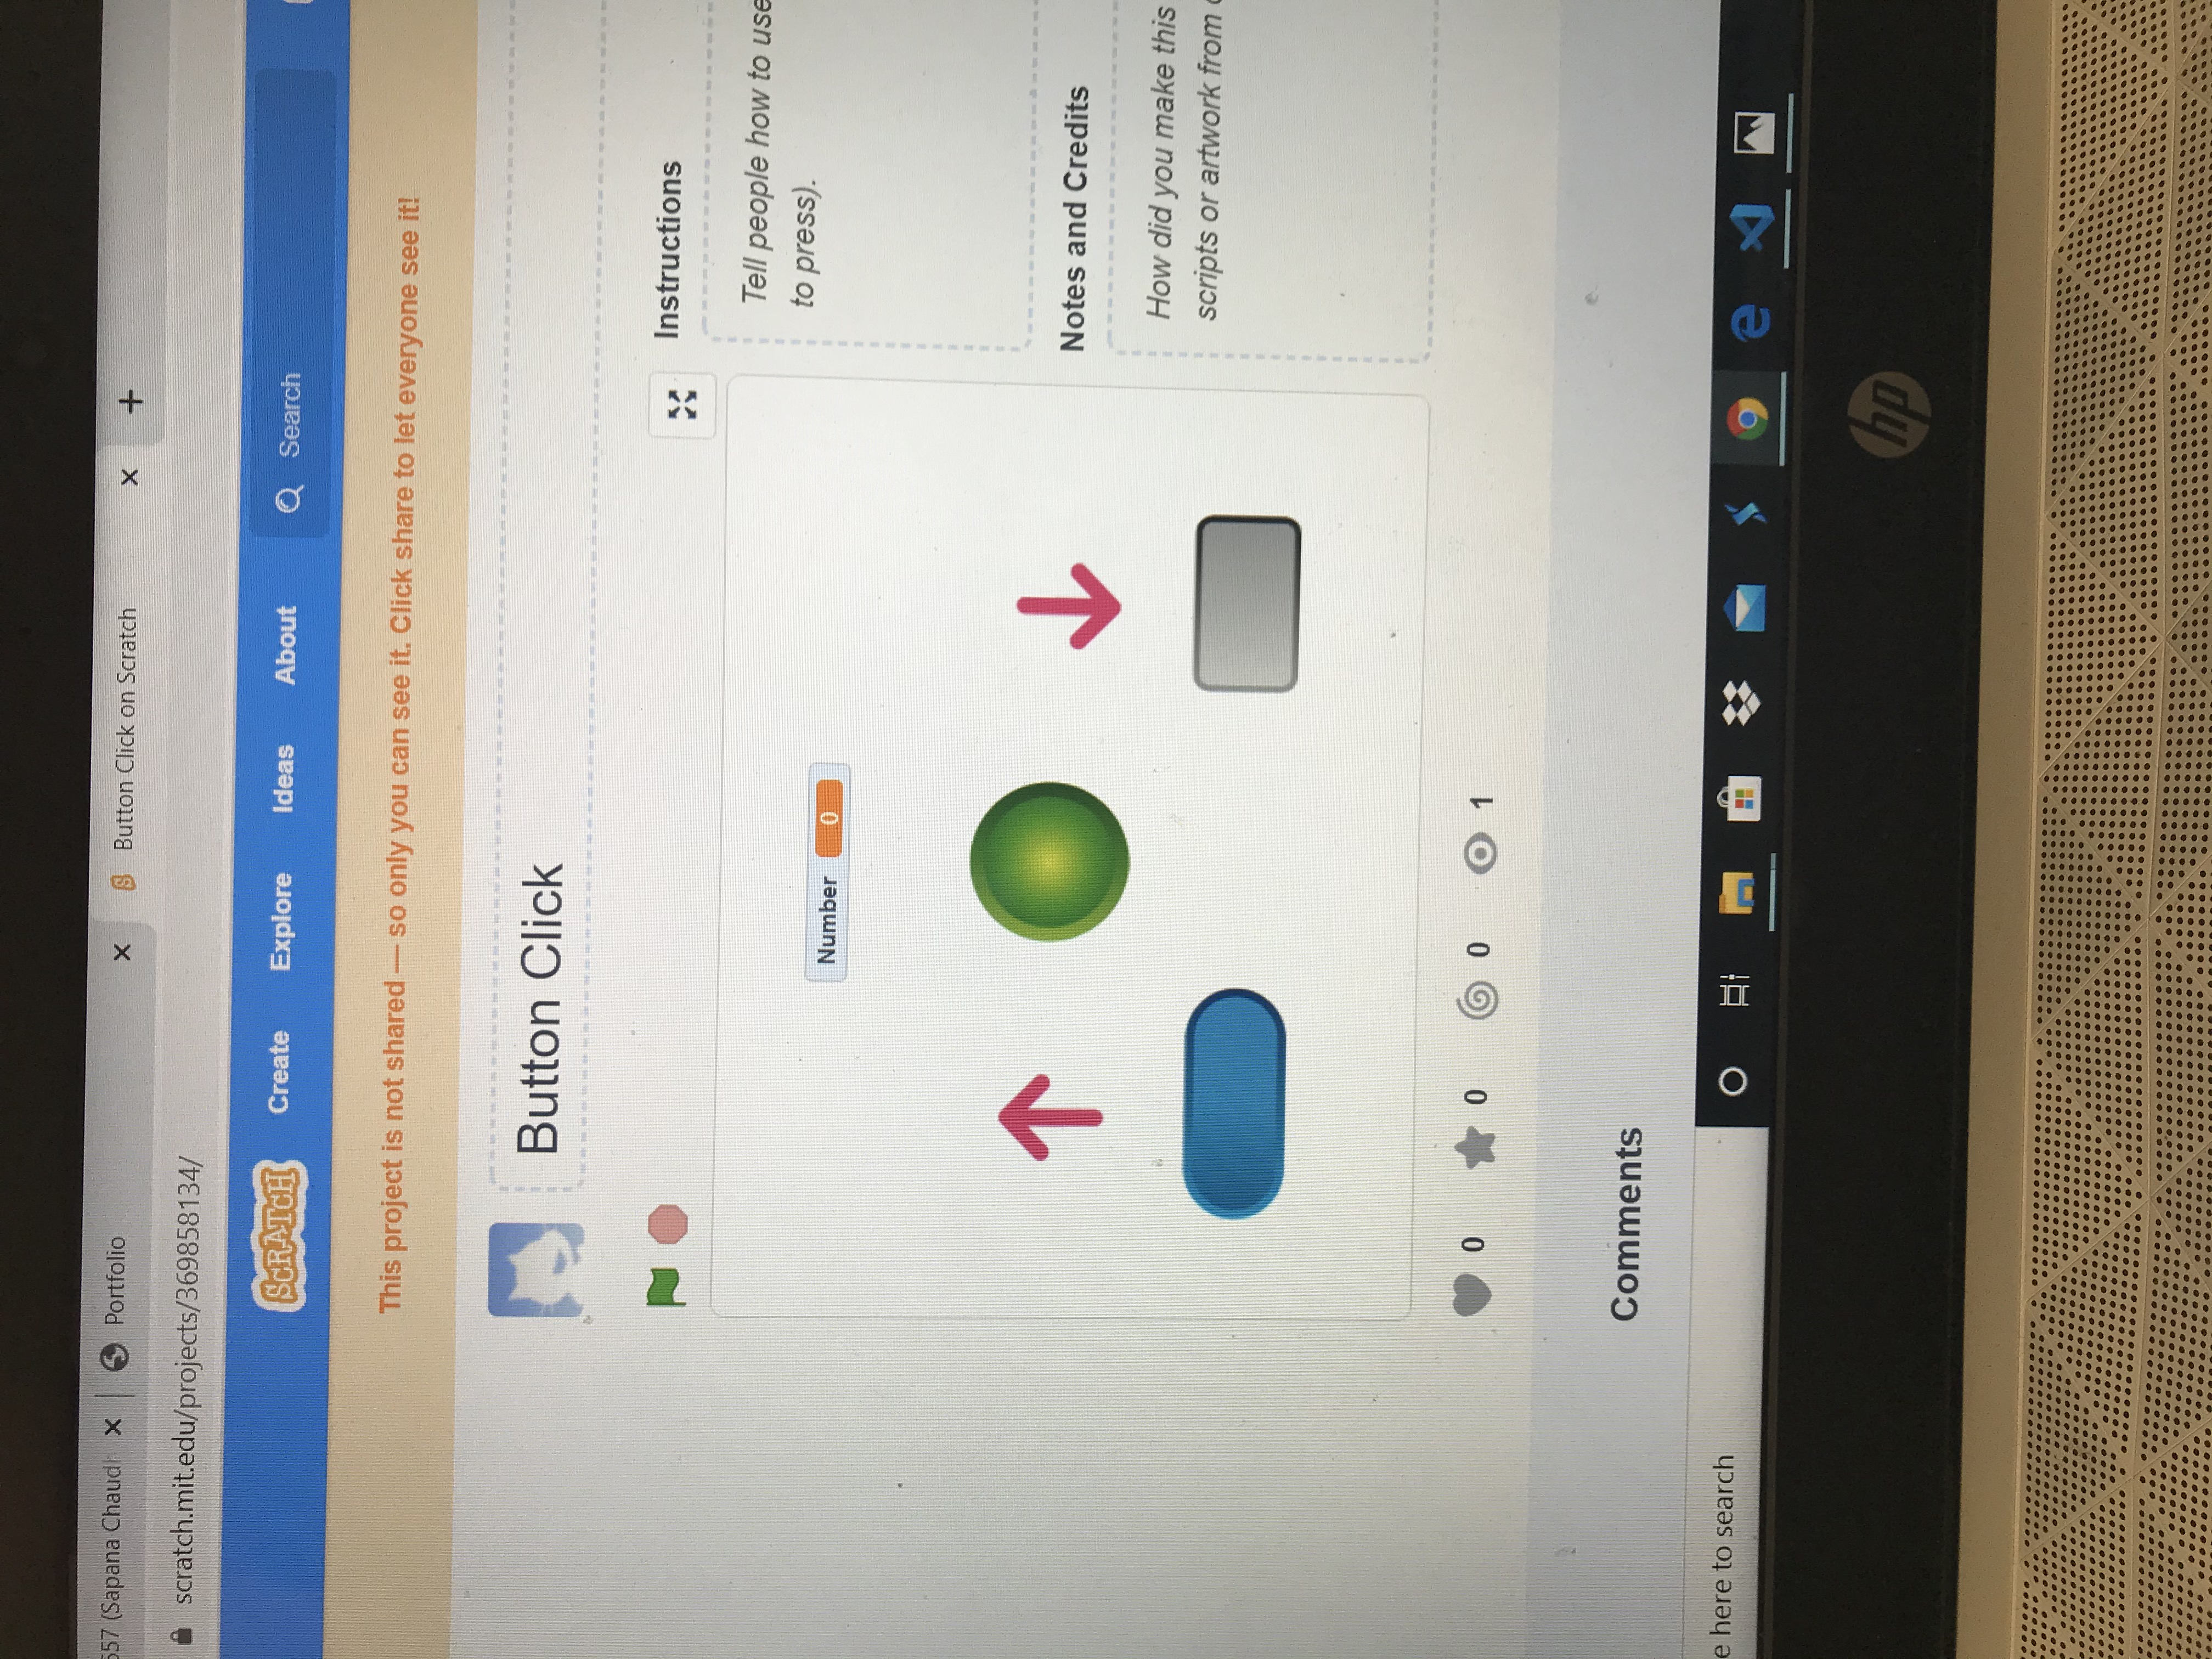 557 (Sapana Chaudh
Portfolio
Button Click on Scratch
scratch.mit.edu/projects/369858134/
SCRATCH
Create
Explore
Ideas
About
Search
This project is not shared — so only you can see it. Click share to let everyone see it!
Button Click
Instructions
Tell people how to use
to press).
Number 0
Notes and Credits
How did you make this
scripts or artwork from
0
0
0
1
Comments
e here to search
hp